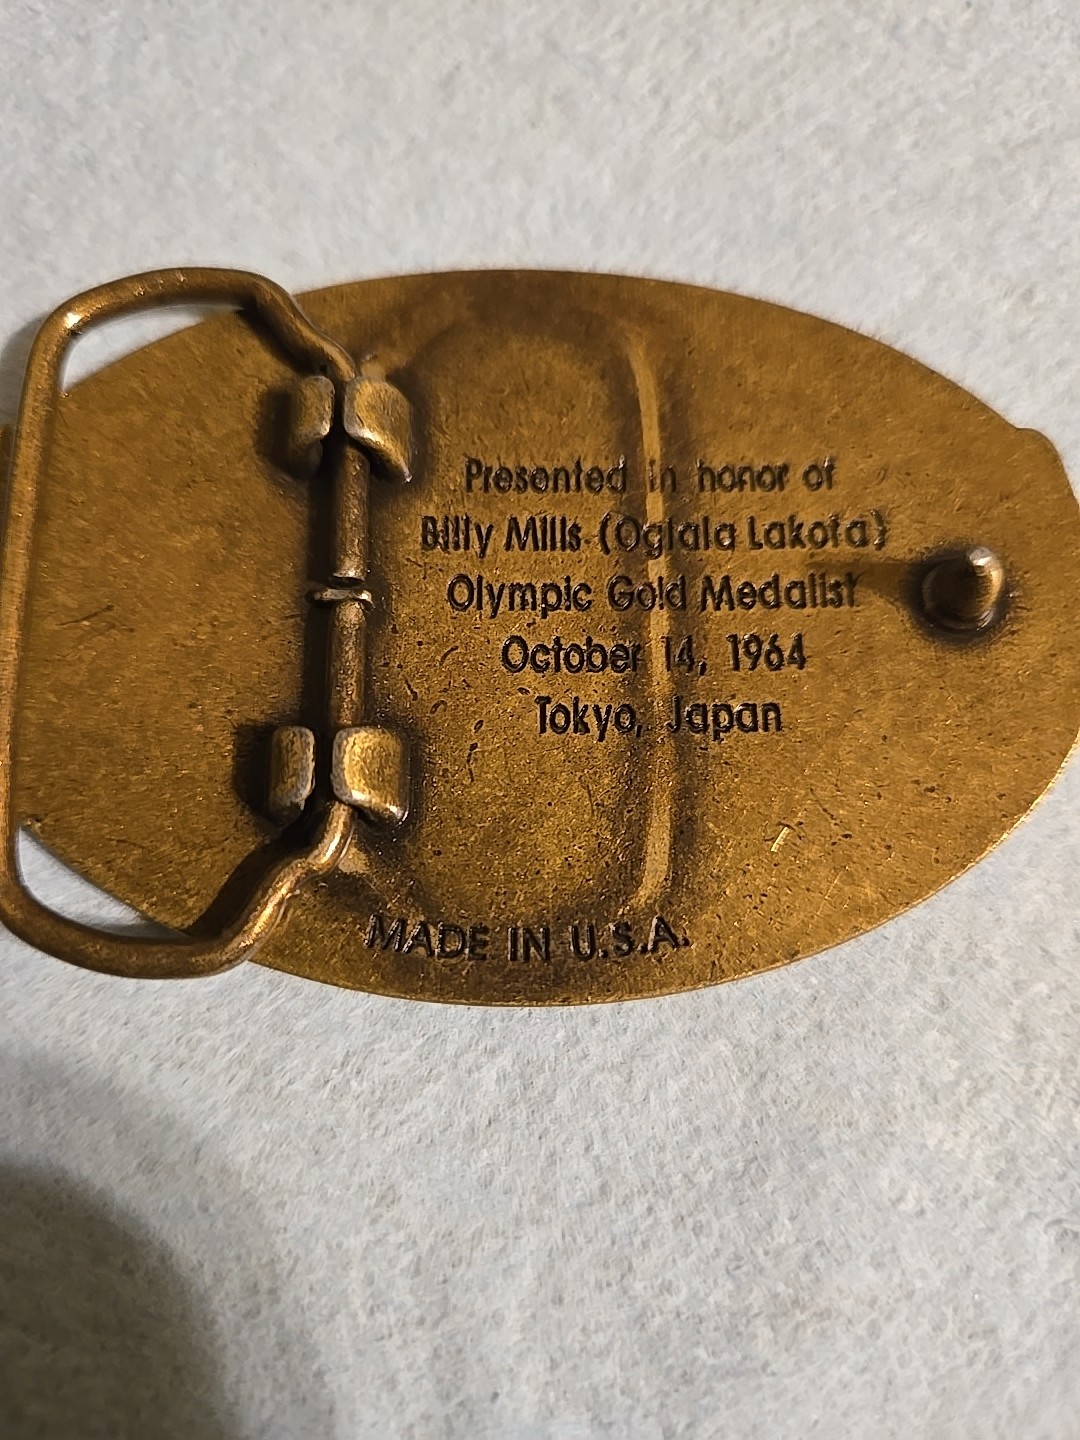 Presented in honor of
Billy Mills (Oglala Lakota)
Olympic Gold Medalist
October 14, 1964
Tokyo, Japan
MADE IN U.S.A.